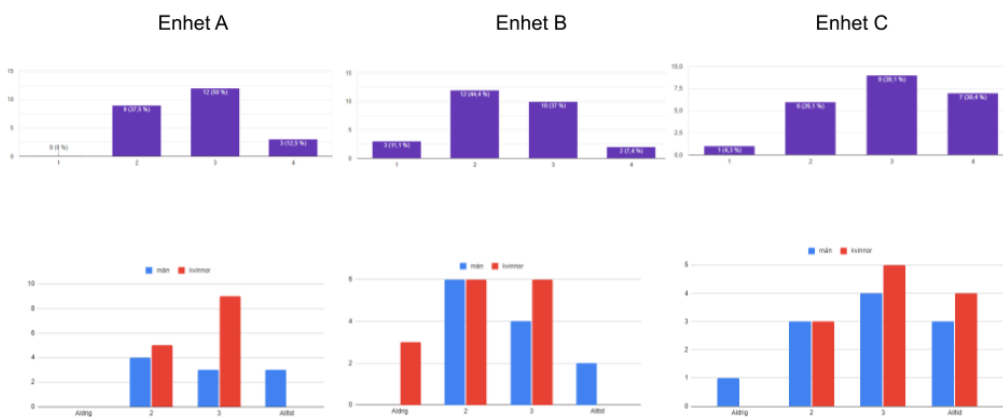 Enhet A
Enhet B
Enhet C
15
10
5
0
0 (0 %)
9 (37,5 %)
12 (50 %)
3 (12,5 %)
1
2
3
4
15
10
5
0
3 (11,1 %)
12 (44,4 %)
10 (37 %)
2 (7,4 %)
1
2
3
4
10,0
7,5
5,0
2,5
0,0
1 (4,3 %)
6 (26,1 %)
9 (39,1 %)
7 (30,4 %)
1
2
3
4
män kvinnor
10
8
6
4
2
0
Aldrig
2
3
Alltid
män kvinnor
6
4
2
0
Aldrig
2
3
Alltid
män kvinnor
5
4
3
2
1
Aldrig
2
3
Alltid